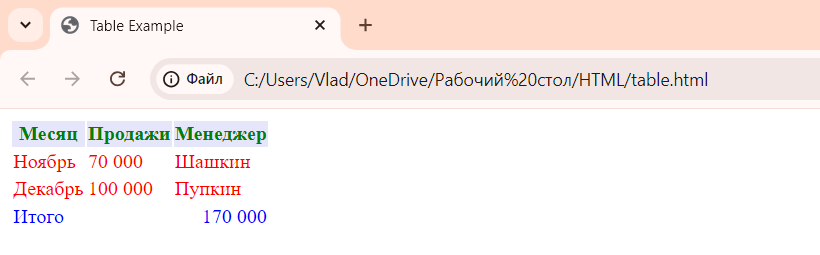 Table Example
Файл C:/Users/Vlad/OneDrive/Рабочий%20стол/HTML/table.html
Месяц Продажи Менеджер
Ноябрь 70 000 Шашкин
Декабрь 100 000 Пупкин
Итого 170 000